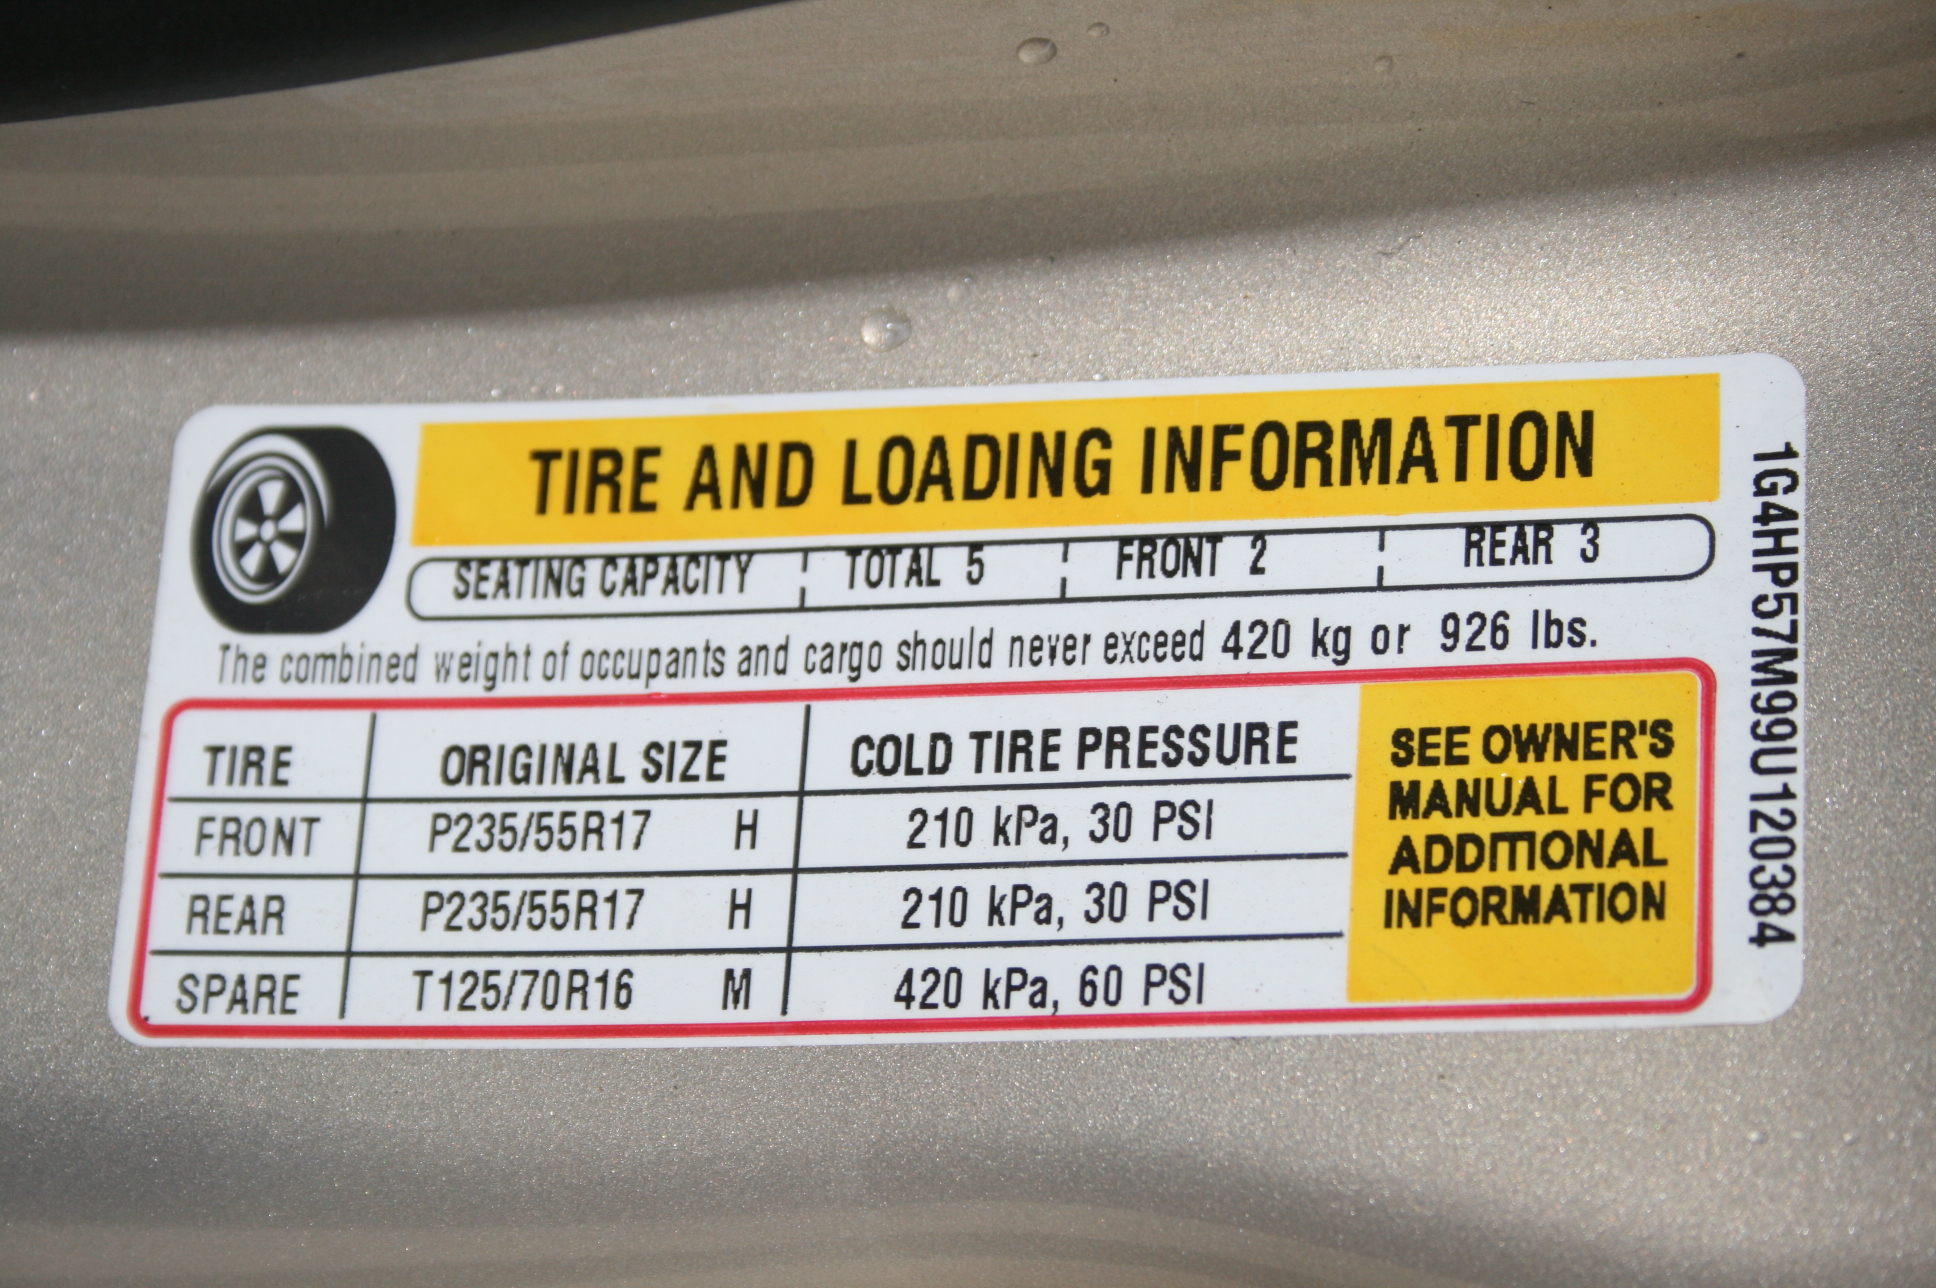 TIRE AND LOADING INFORMATION
SEATING CAPACITY TOTAL 5 FRONT 2 REAR 3
The combined weight of occupants and cargo should never exceed 420 kg or 926 lbs.
TIRE ORIGINAL SIZE COLD TIRE PRESSURE
FRONT P235/55R17 H 210 kPa, 30 PSI
REAR P235/55R17 H 210 kPa, 30 PSI
SPARE T125/70R16 M 420 kPa, 60 PSI
SEE OWNER'S
MANUAL FOR
ADDITIONAL
INFORMATION
1G4HP57M99U120384